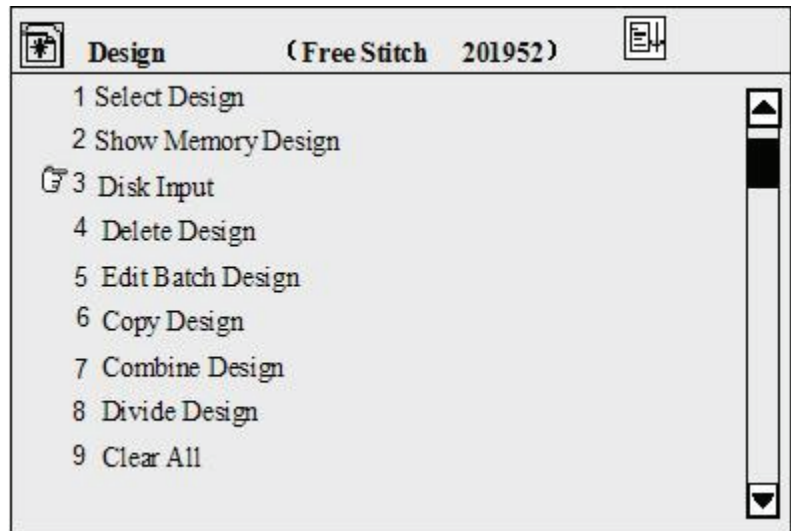 Design （Free Stitch 201952）
1 Select Design
2 Show Memory Design
3 Disk Input
4 Delete Design
5 Edit Batch Design
6 Copy Design
7 Combine Design
8 Divide Design
9 Clear All